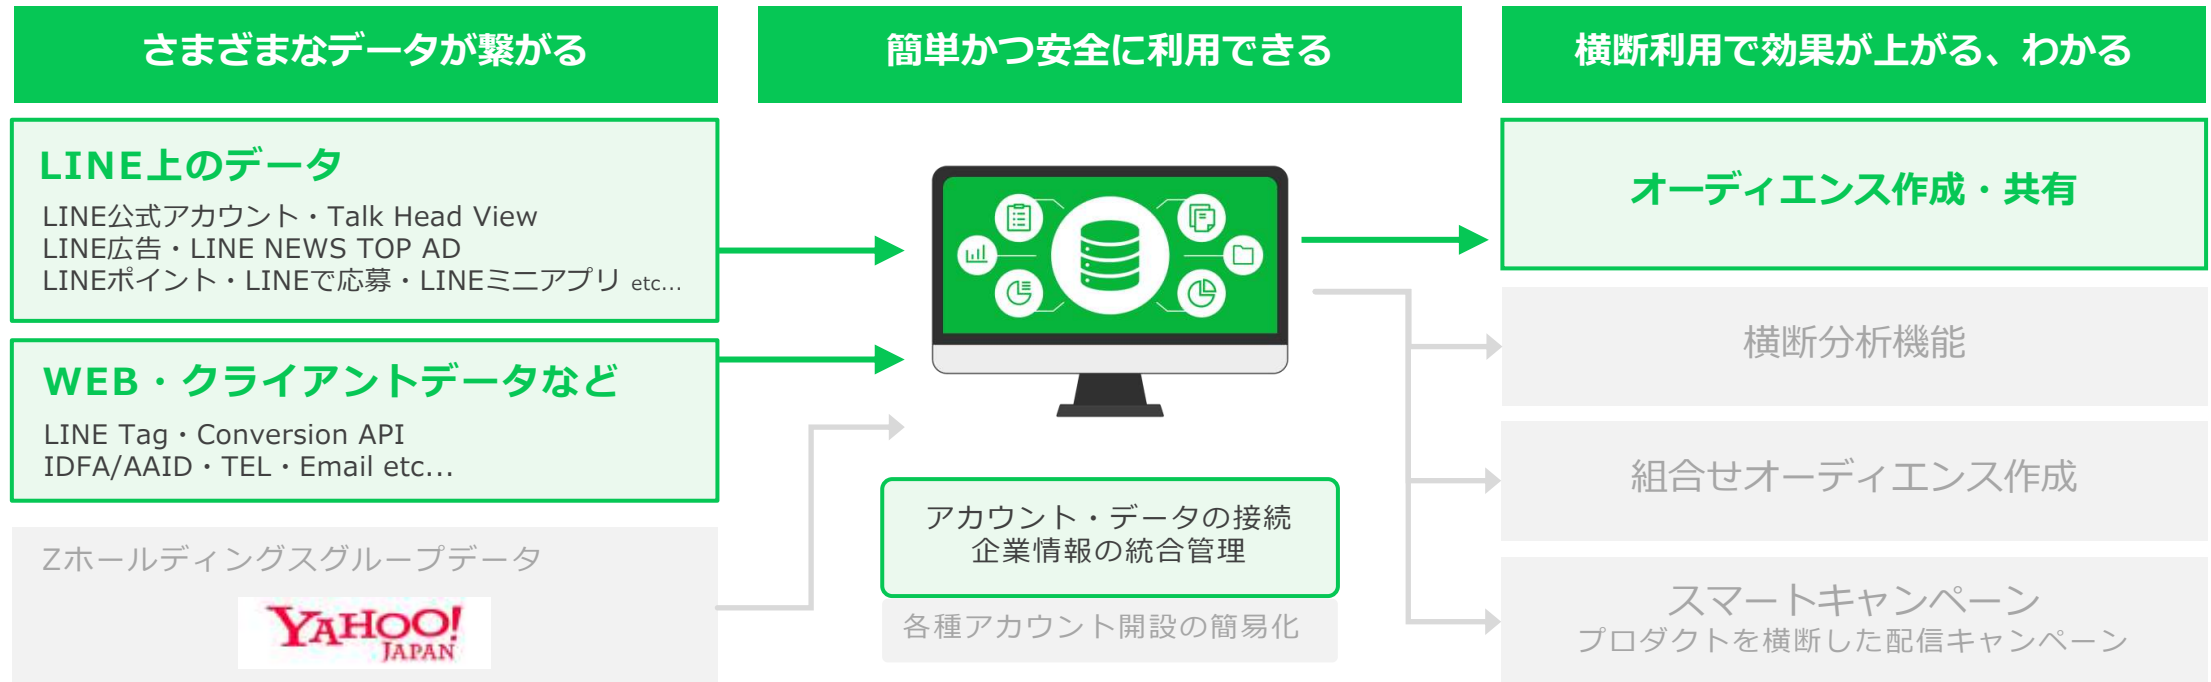 さまざまなデータが繋がる
簡単かつ安全に利用できる
横断利用で効果が上がる、わかる
LINE上のデータ
LINE公式アカウント・Talk Head View
LINE広告・LINE NEWS TOP AD
LINEポイント・LINEで応募・LINEミニアプリ etc...
WEB・クライアントデータなど
LINE Tag・Conversion API
IDFA/AAID・TEL・Email etc...
Zホールディングスグループデータ
YAHOO!
JAPAN
アカウント・データの接続
企業情報の統合管理
各種アカウント開設の簡易化
オーディエンス作成・共有
横断分析機能
組合せオーディエンス作成
スマートキャンペーン
プロダクトを横断した配信キャンペーン